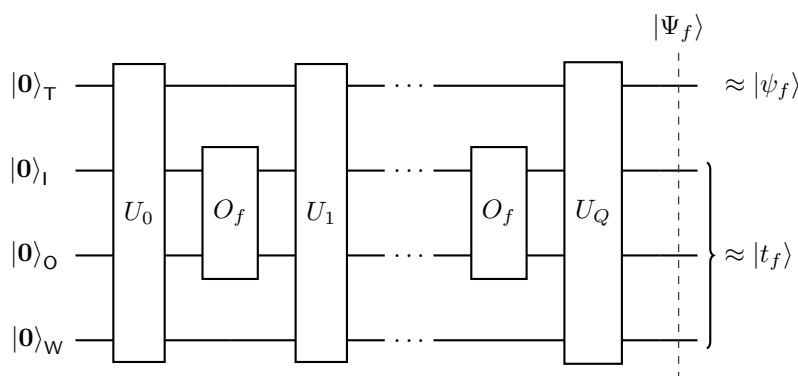 |Ψ_f⟩
|𝟎⟩_T ≈ |ψ_f⟩
|𝟎⟩_I
U_0 O_f U_1 ··· O_f U_Q
|𝟎⟩_O ··· ≈ |t_f⟩
|𝟎⟩_W ···